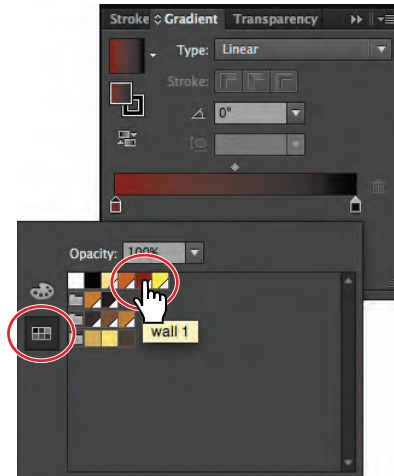 Stroke Gradient Transparency
Type: Linear
Stroke:
0°
Opacity: 100%
wall 1